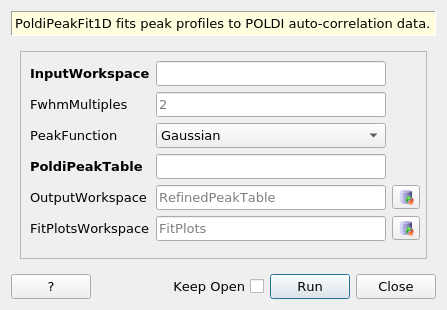 PoldiPeakFit1D fits peak profiles to POLDI auto-correlation data.
InputWorkspace
FwhmMultiples 2
PeakFunction Gaussian
PoldiPeakTable
OutputWorkspace RefinedPeakTable
FitPlotsWorkspace FitPlots
? Keep Open Run Close